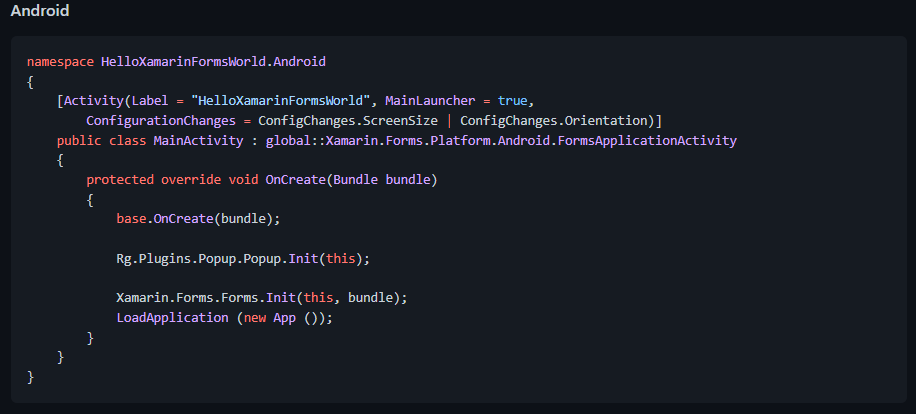 Android
namespace HelloXamarinFormsWorld.Android
{
    [Activity(Label = "HelloXamarinFormsWorld", MainLauncher = true,
        ConfigurationChanges = ConfigChanges.ScreenSize | ConfigChanges.Orientation)]
    public class MainActivity : global::Xamarin.Forms.Platform.Android.FormsApplicationActivity
    {
        protected override void OnCreate(Bundle bundle)
        {
            base.OnCreate(bundle);

            Rg.Plugins.Popup.Popup.Init(this);

            Xamarin.Forms.Forms.Init(this, bundle);
            LoadApplication (new App ());
        }
    }
}